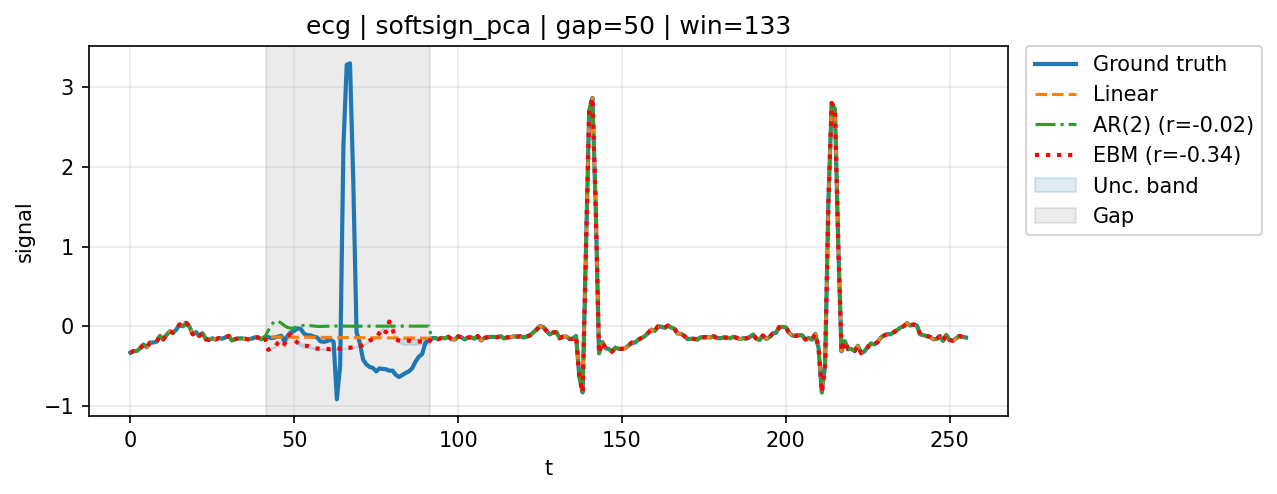 ecg | softsign_pca | gap=50 | win=133
signal
3
2
1
0
−1
0
50
100
150
200
250
t
Ground truth
Linear
AR(2) (r=-0.02)
EBM (r=-0.34)
Unc. band
Gap